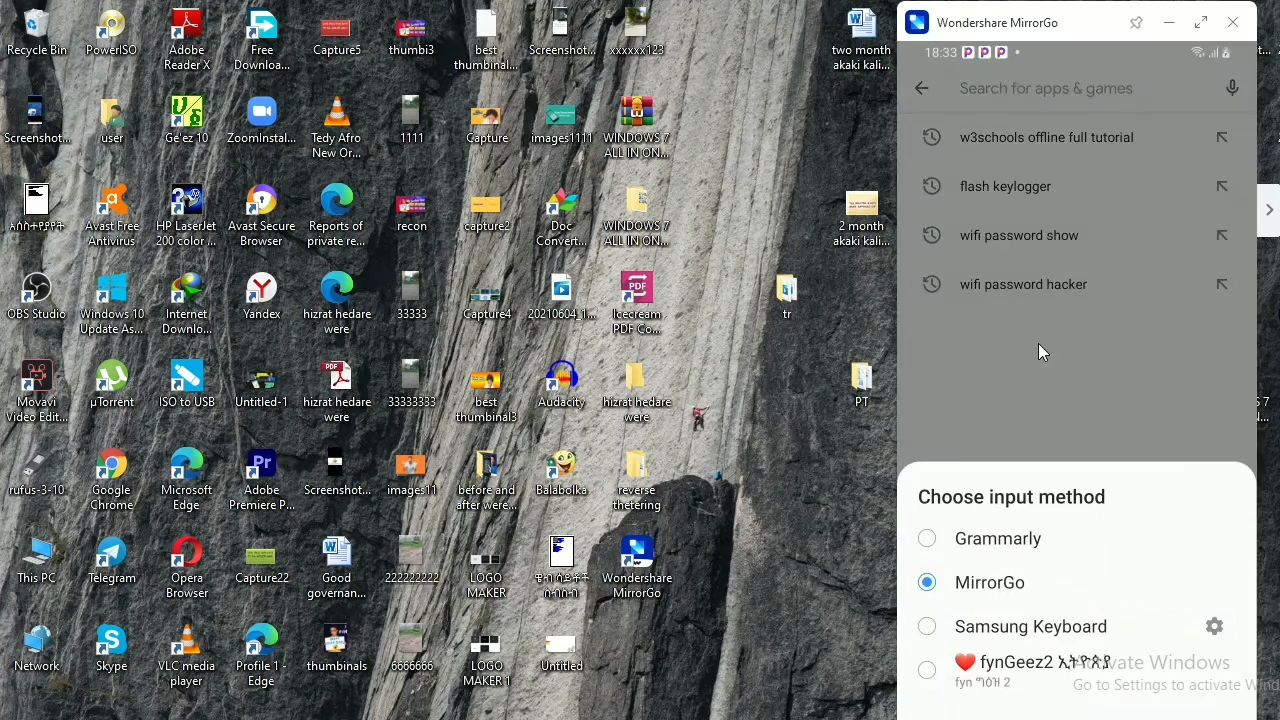 Recycle Bin
PowerISO
Adobe
Reader X
Free
Downloa...
Capture5
thumbi3
best
thumbinal...
Screenshot...
xxxxxx123
two month
akaki kali...
Screenshot...
user
Ge'ez 10
ZoomInstal...
Tedy Afro
New Or...
1111
Capture
images1111
WINDOWS 7
ALL IN ON...
Avast Free
Antivirus
HP LaserJet
200 color ...
Avast Secure
Browser
Reports of
private re...
recon
capture2
Doc
Convert...
WINDOWS 7
ALL IN ON...
2 month
akaki kali...
OBS Studio
Windows 10
Update As...
Internet
Downlo...
Yandex
hizrat hedare
were
33333
Capture4
20210604_1...
Icecream
PDF Co...
tr
Movavi
Video Edit...
µTorrent
ISO to USB
Untitled-1
hizrat hedare
were
33333333
best
thumbinal3
Audacity
hizrat hedare
were
PT
rufus-3-10
Google
Chrome
Microsoft
Edge
Adobe
Premiere P...
Screenshot...
images11
before and
after were...
Balabolka
reverse
thetering
This PC
Telegram
Opera
Browser
Capture22
Good
governan...
222222222
LOGO
MAKER
Wondershare
MirrorGo
Network
Skype
VLC media
player
Profile 1 -
Edge
thumbnails
6666666
LOGO
MAKER 1
Untitled
Wondershare MirrorGo
18:33
Search for apps & games
w3schools offline full tutorial
flash keylogger
wifi password show
wifi password hacker
Choose input method
Grammarly
MirrorGo
Samsung Keyboard
fynGeez2 ኢትዮጵያ
fyn ግዕዝ 2
Activate Windows
Go to Settings to activate Wind